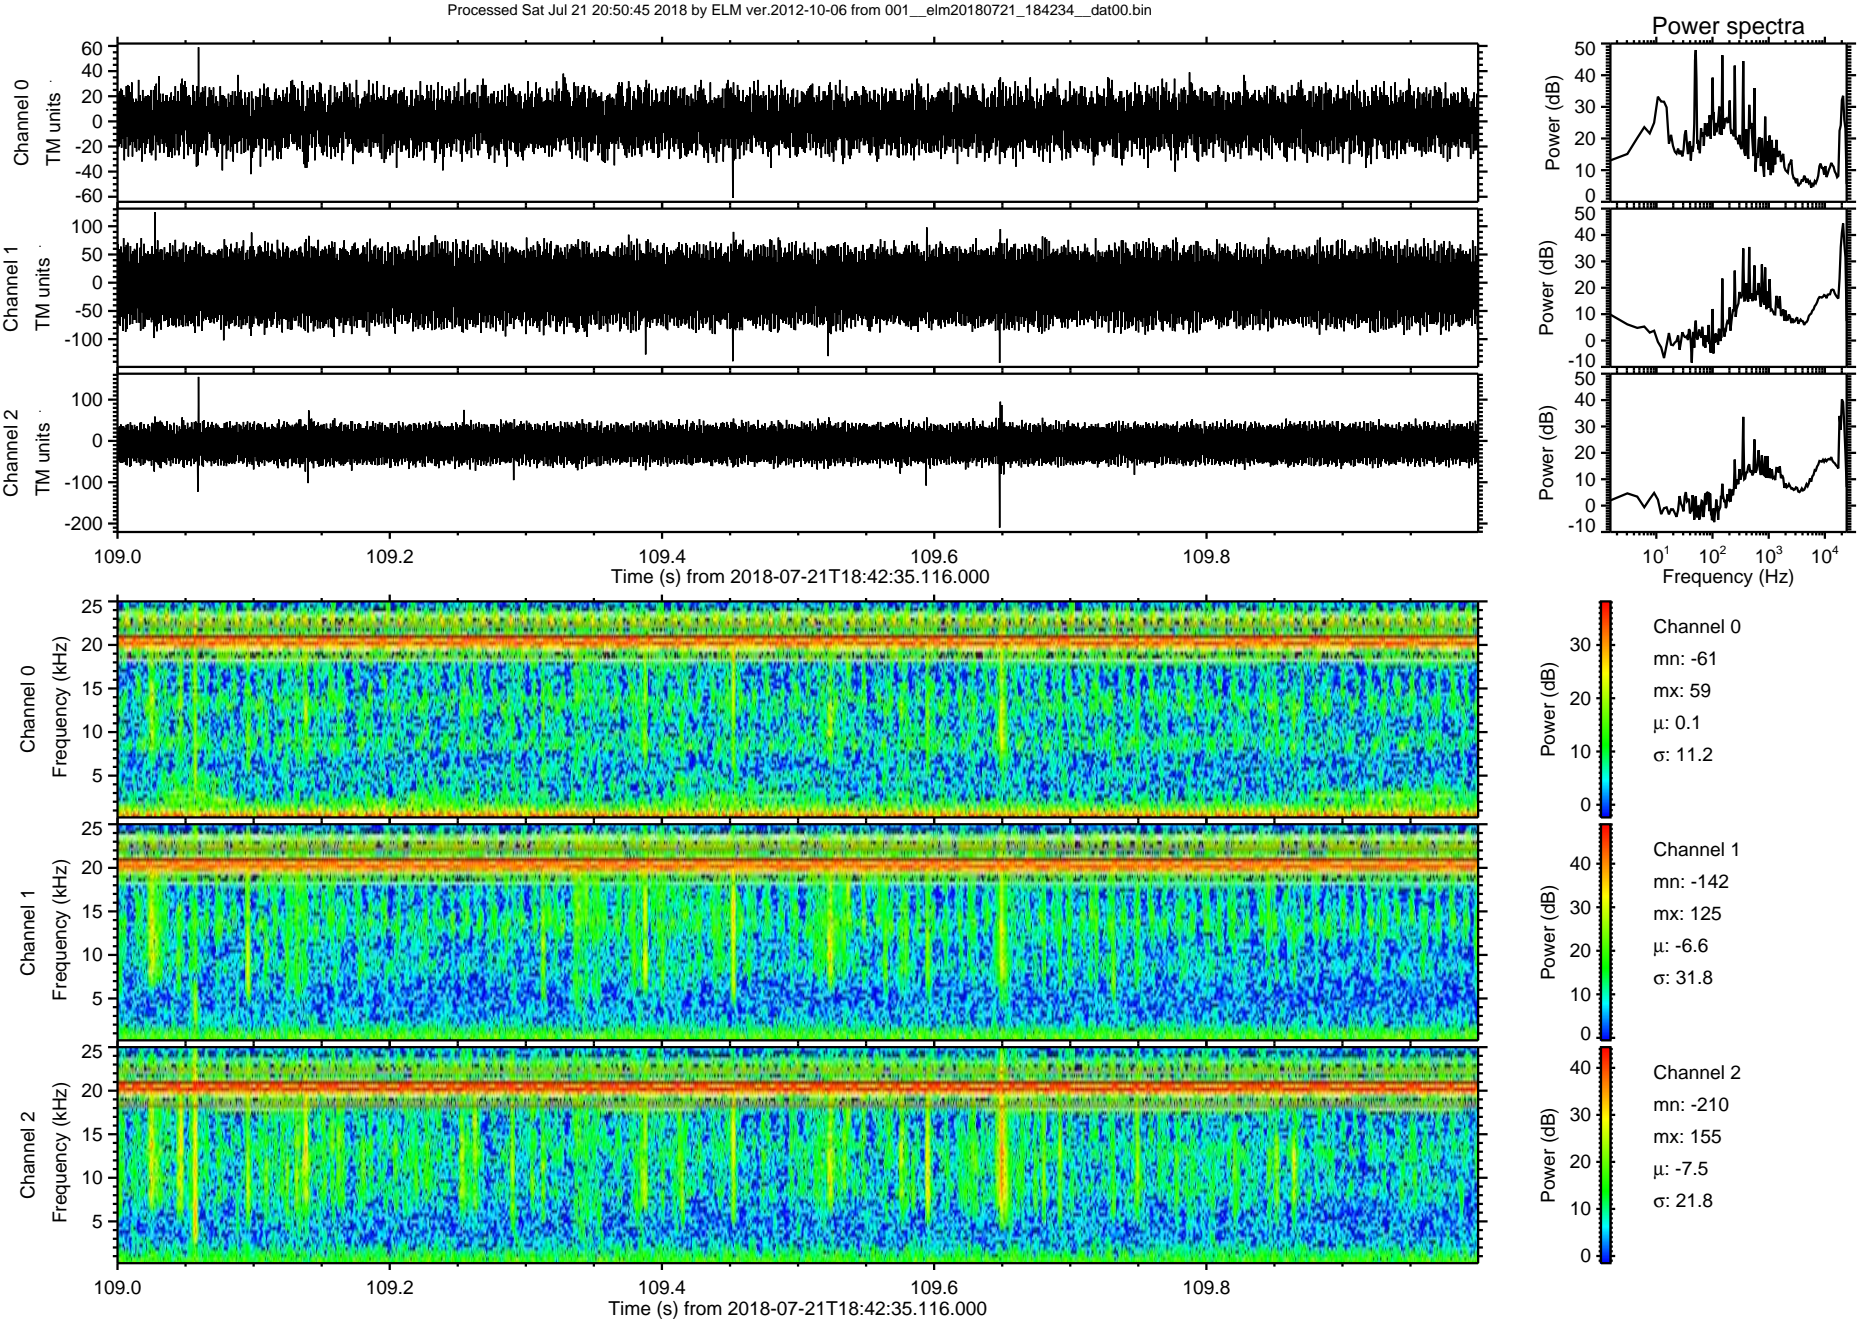 Processed Sat Jul 21 20:50:45 2018 by ELM ver.2012-10-06 from 001__elm20180721_184234__dat00.bin
Power spectra
Channel 0
TM units
60
40
20
0
-20
-40
-60
Power (dB)
50
40
30
20
10
0
Channel 1
TM units
100
50
0
-50
-100
Power (dB)
50
40
30
20
10
0
-10
Channel 2
TM units
100
0
-100
-200
Power (dB)
50
40
30
20
10
0
-10
109.0 109.2 109.4 109.6 109.8
Time (s) from 2018-07-21T18:42:35.116.000
10¹ 10² 10³ 10⁴
Frequency (Hz)
Channel 0
Frequency (kHz)
25
20
15
10
5
Power (dB)
30
20
10
0
Channel 0
mn: -61
mx: 59
μ: 0.1
σ: 11.2
Channel 1
Frequency (kHz)
25
20
15
10
5
Power (dB)
40
30
20
10
0
Channel 1
mn: -142
mx: 125
μ: -6.6
σ: 31.8
Channel 2
Frequency (kHz)
25
20
15
10
5
Power (dB)
40
30
20
10
0
Channel 2
mn: -210
mx: 155
μ: -7.5
σ: 21.8
109.0 109.2 109.4 109.6 109.8
Time (s) from 2018-07-21T18:42:35.116.000